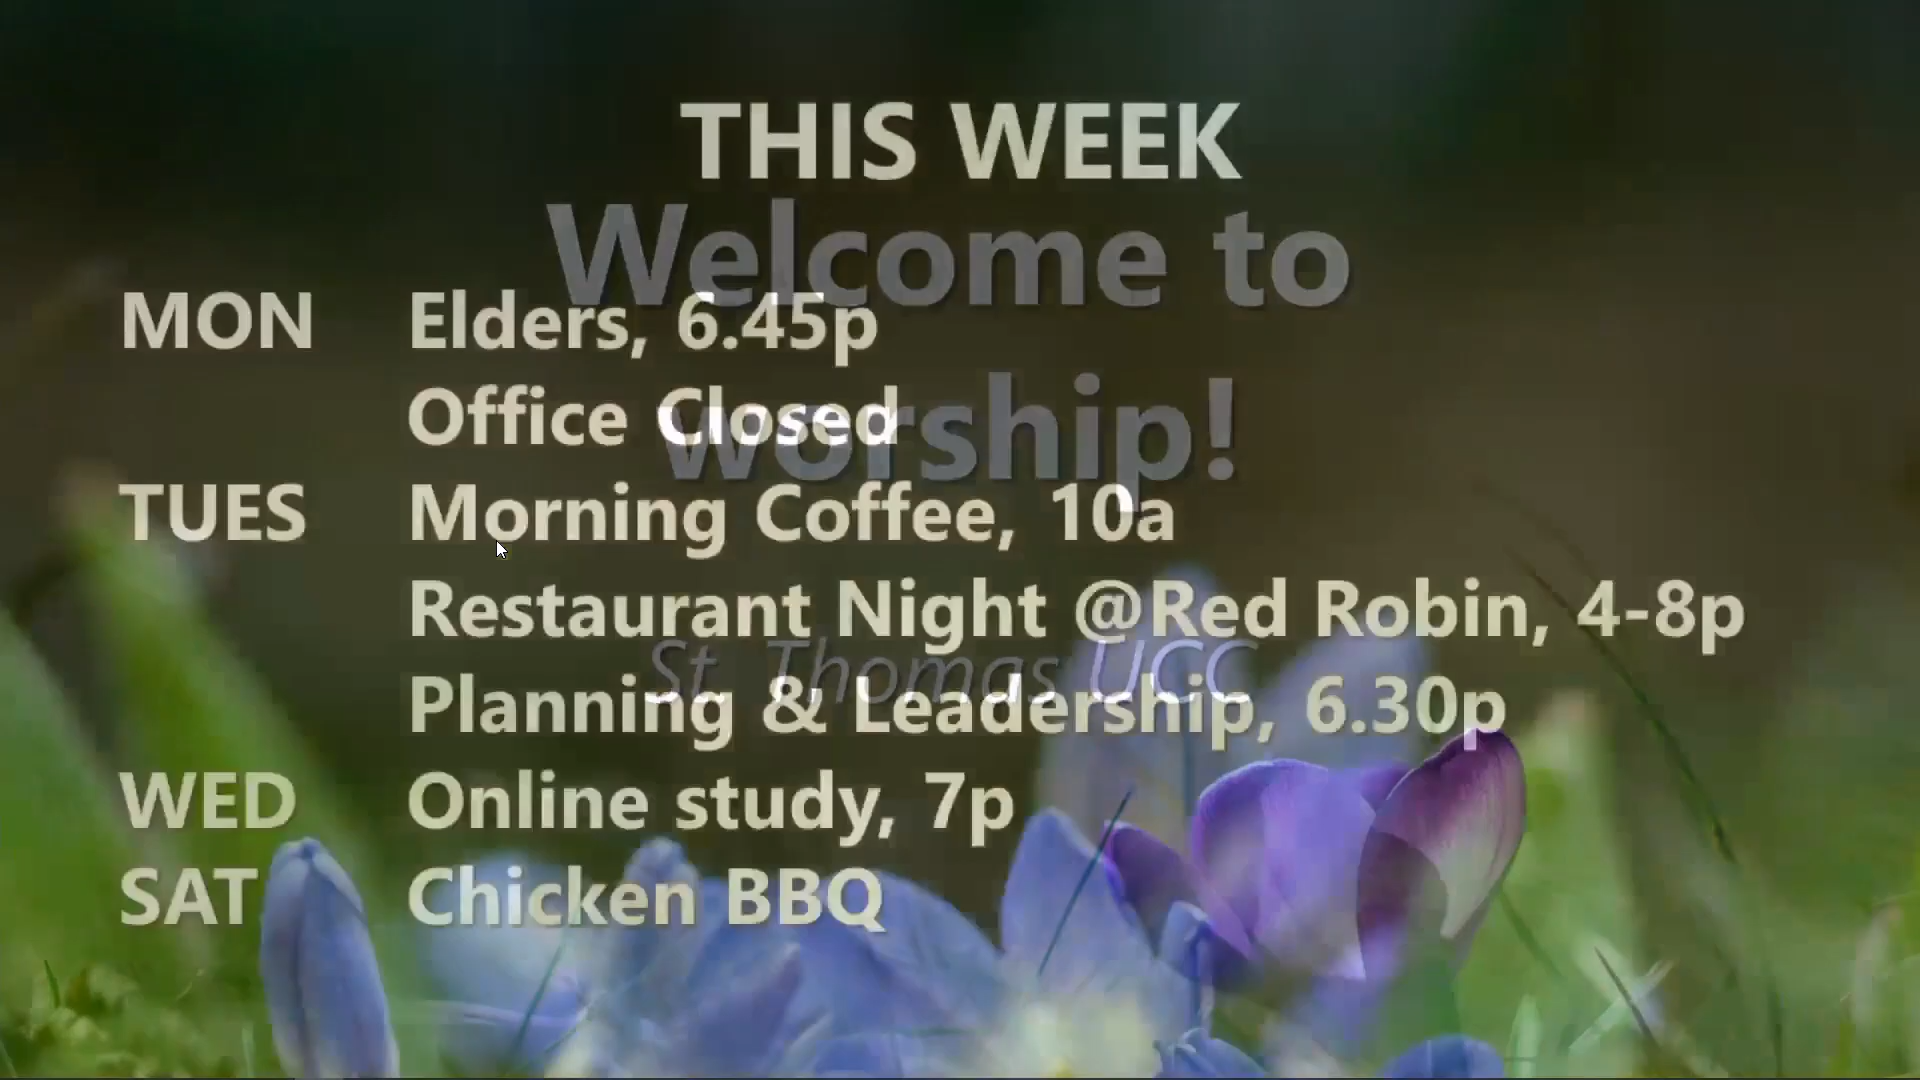 THIS WEEK
Welcome to
worship!
St. Thomas UCC
MON Elders, 6.45p
Office Closed
TUES Morning Coffee, 10a
Restaurant Night @Red Robin, 4-8p
Planning & Leadership, 6.30p
WED Online study, 7p
SAT Chicken BBQ